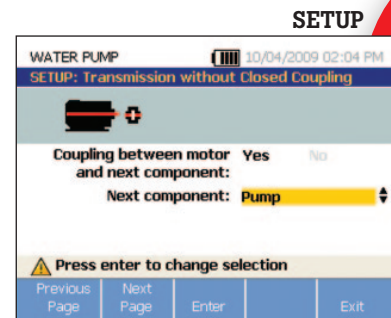 SETUP
WATER PUMP 10/04/2009 02:04 PM
SETUP: Transmission without Closed Coupling
Coupling between motor Yes No
and next component:
Next component: Pump
Press enter to change selection
Previous Next
Page Page Enter Exit